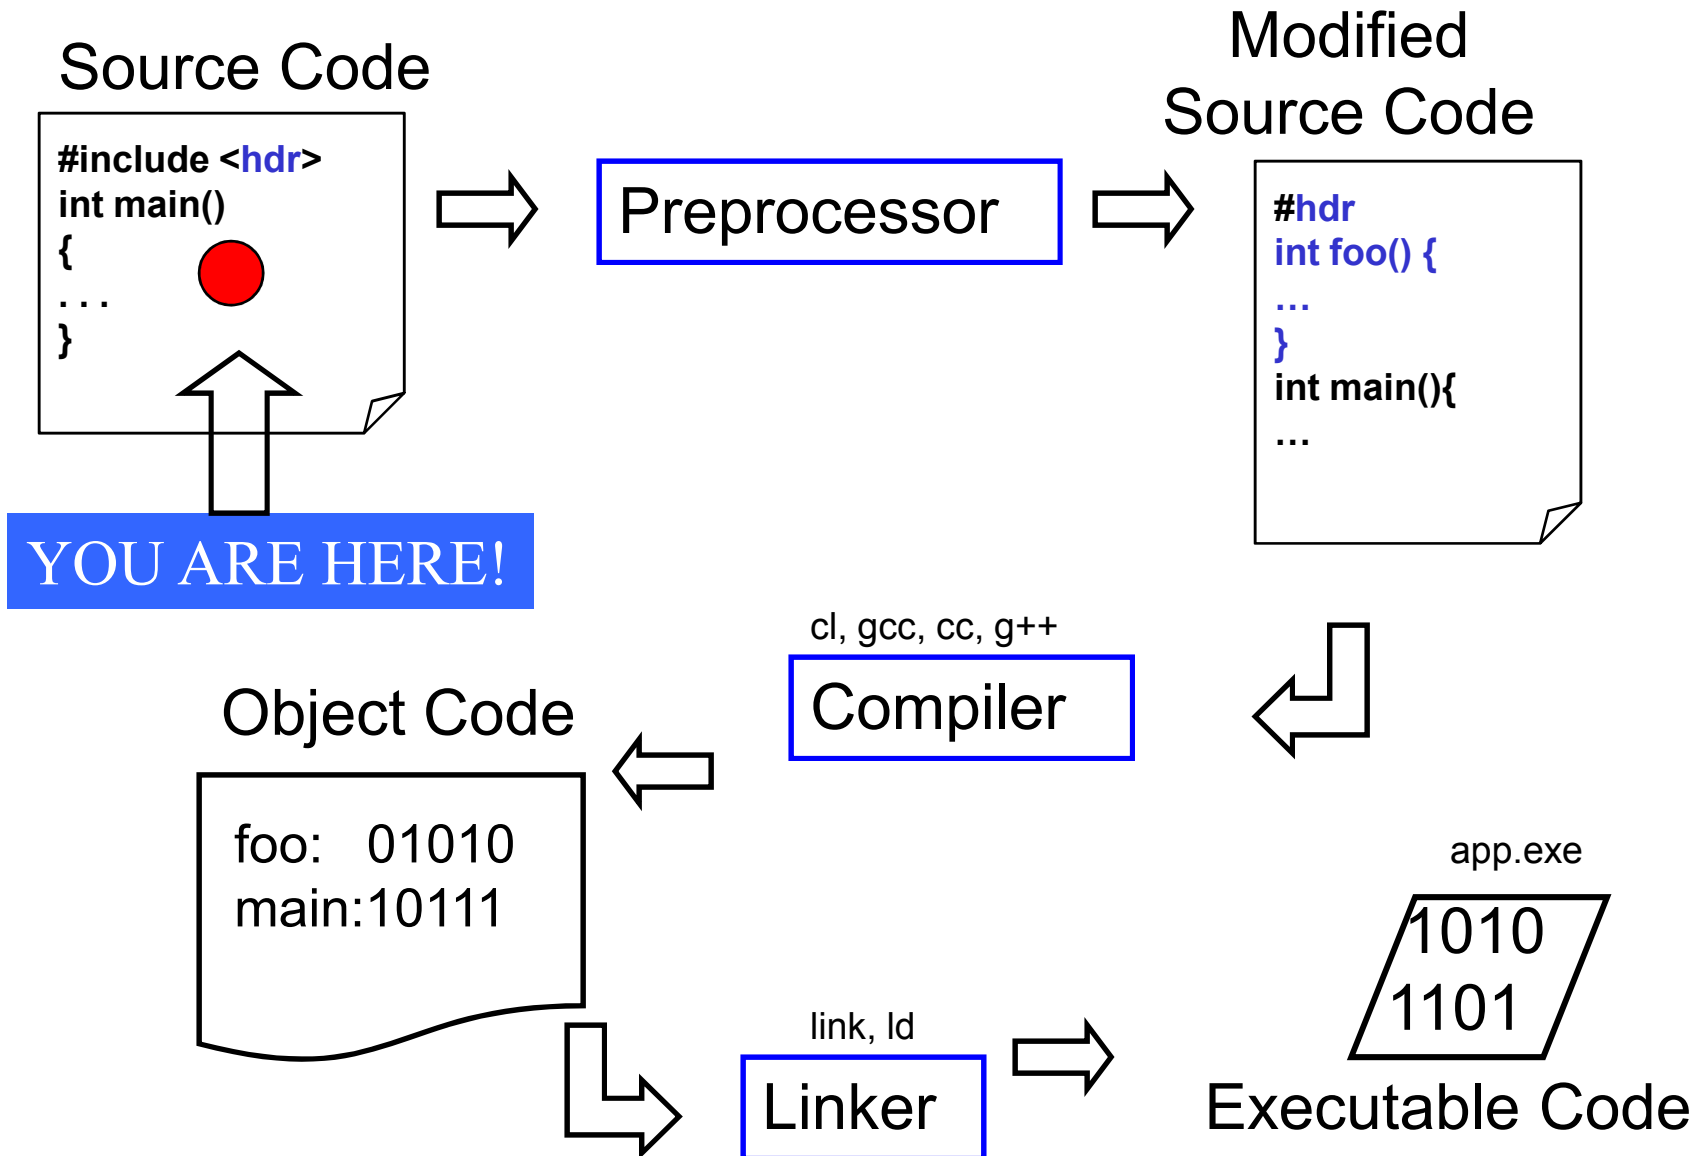 Source Code
#include <hdr>
int main()
{
. . .
}
YOU ARE HERE!
Preprocessor
Modified
Source Code
#hdr
int foo() {
…
}
int main(){
…
cl, gcc, cc, g++
Compiler
Object Code
foo: 01010
main:10111
link, ld
Linker
app.exe
1010
1101
Executable Code